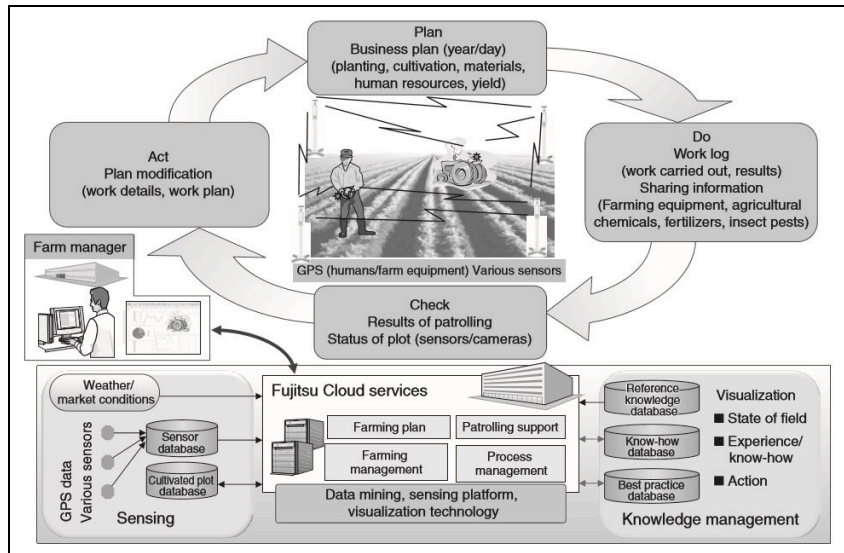 Plan
Business plan (year/day)
(planting, cultivation, materials,
human resources, yield)
Do
Work log
(work carried out, results)
Sharing information
(Farming equipment, agricultural
chemicals, fertilizers, insect pests)
Act
Plan modification
(work details, work plan)
GPS (humans/farm equipment) Various sensors
Check
Results of patrolling
Status of plot (sensors/cameras)
Farm manager
Weather/
market conditions
GPS data
Various sensors
Sensor
database
Cultivated plot
database
Sensing
Fujitsu Cloud services
Farming plan
Patrolling support
Farming
management
Process
management
Data mining, sensing platform,
visualization technology
Reference
knowledge
database
Know-how
database
Best practice
database
Visualization
■ State of field
■ Experience/
know-how
■ Action
Knowledge management